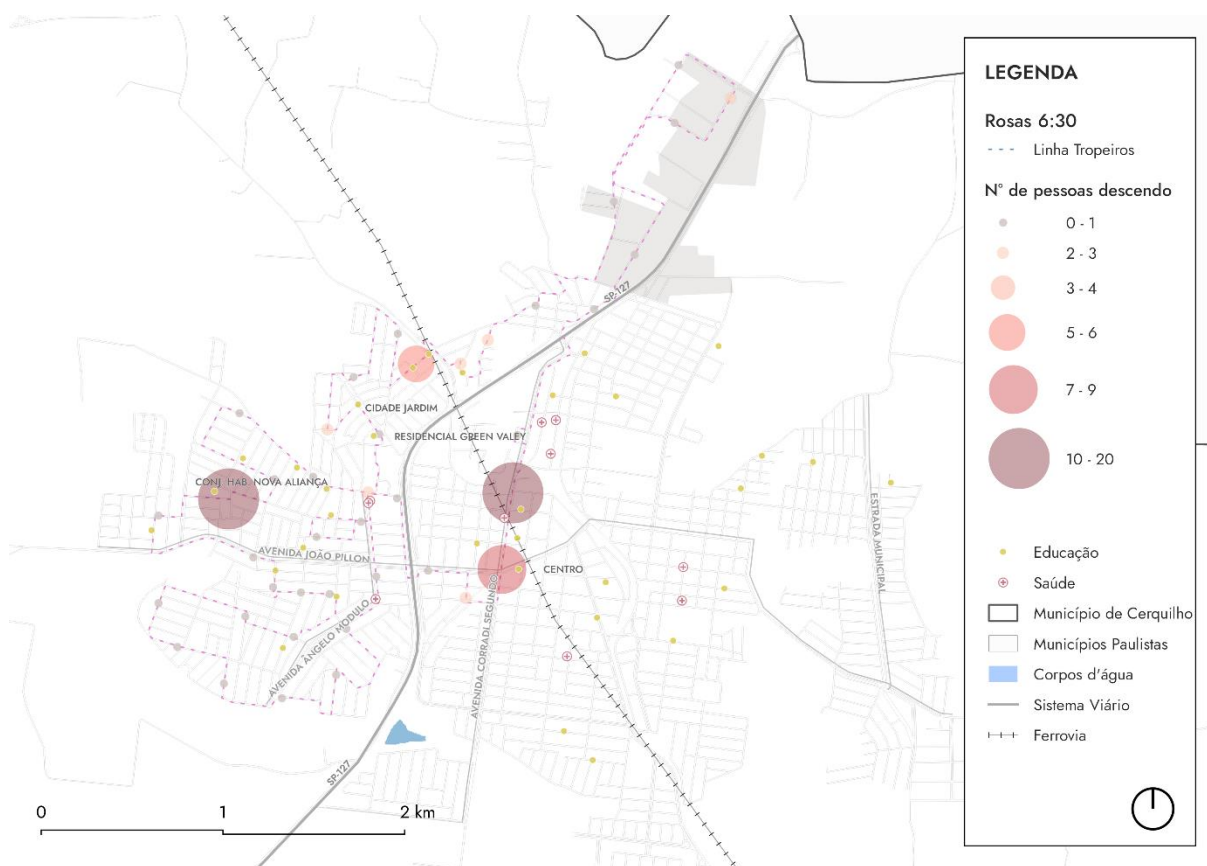 SP-127
CIDADE JARDIM
RESIDENCIAL GREEN VALEY
CONJ. HAB. NOVA ALIANÇA
AVENIDA JOÃO PILLON
CENTRO
ESTRADA MUNICIPAL
AVENIDA ÂNGELO MODULO
AVENIDA CORRADI SEGUNDO
SP-127
0 1 2 km
LEGENDA
Rosas 6:30
Linha Tropeiros
N° de pessoas descendo
0 - 1
2 - 3
3 - 4
5 - 6
7 - 9
10 - 20
Educação
Saúde
Município de Cerquilho
Municípios Paulistas
Corpos d'água
Sistema Viário
Ferrovia